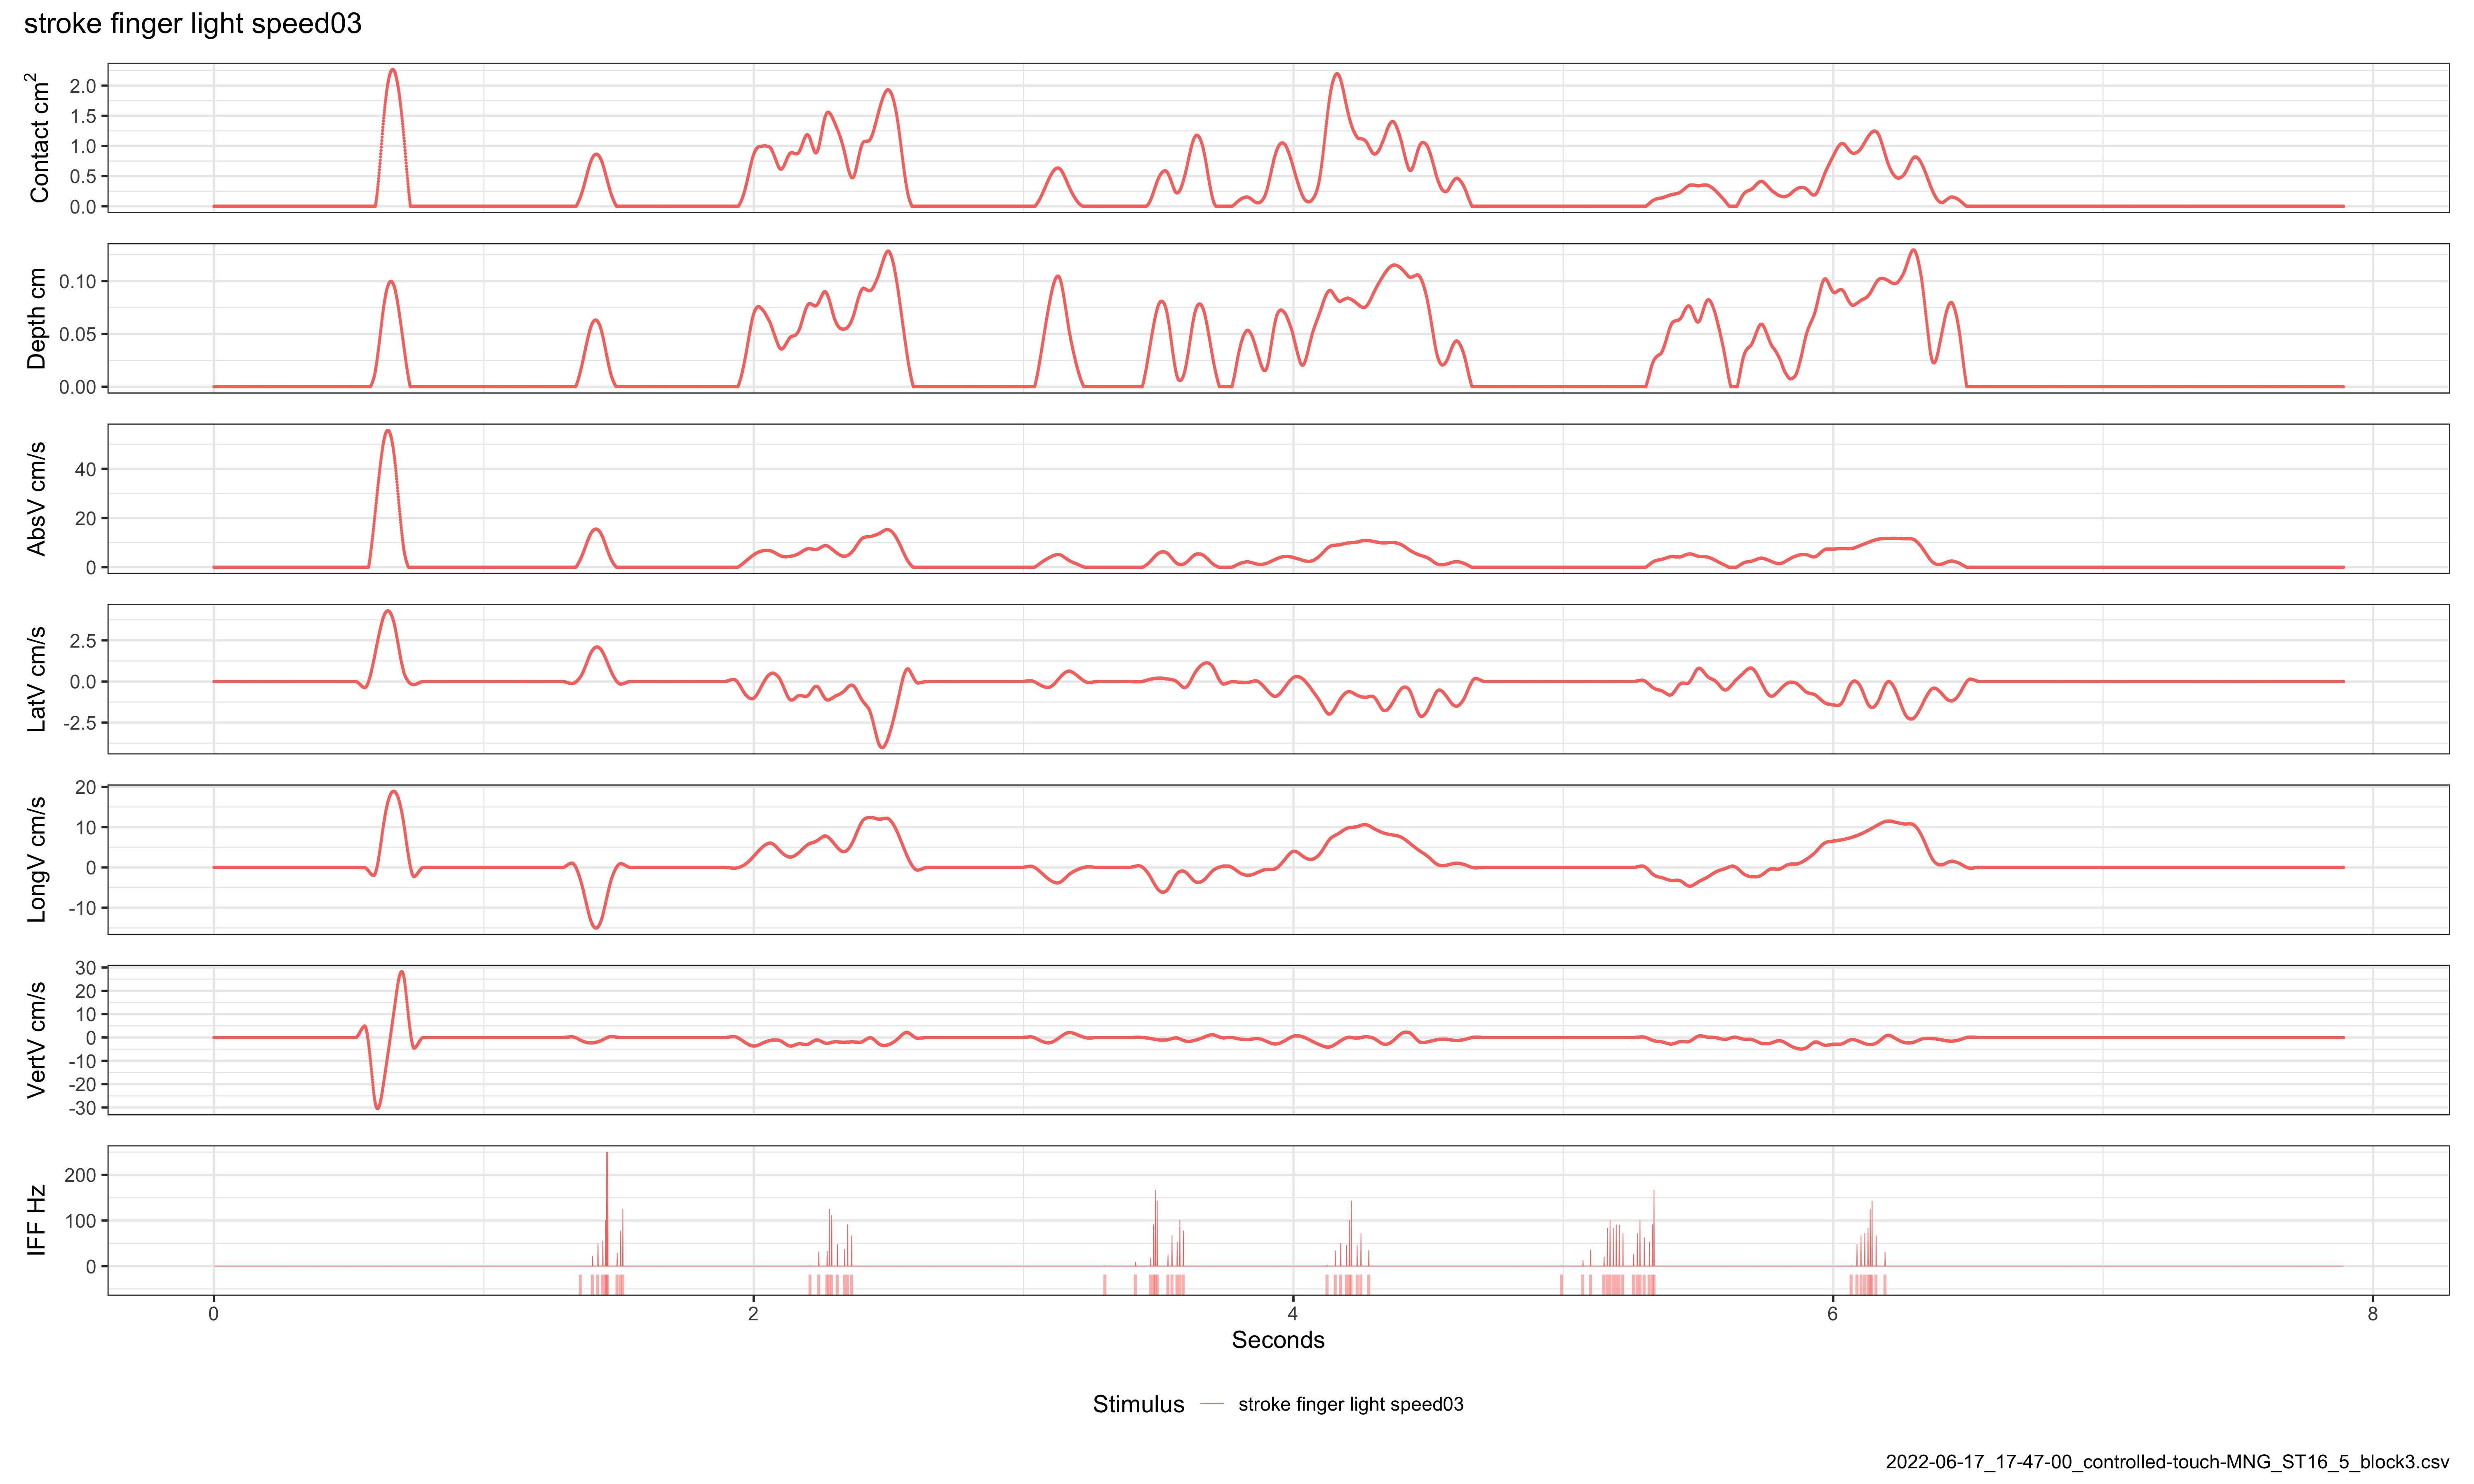 stroke finger light speed03
Contact cm²
2.0
1.5
1.0
0.5
0.0
Depth cm
0.10
0.05
0.00
AbsV cm/s
40
20
0
LatV cm/s
2.5
0.0
-2.5
LongV cm/s
20
10
0
-10
VertV cm/s
30
20
10
0
-10
-20
-30
IFF Hz
200
100
0
0 2 4 6 8
Seconds
Stimulus stroke finger light speed03
2022-06-17_17-47-00_controlled-touch-MNG_ST16_5_block3.csv